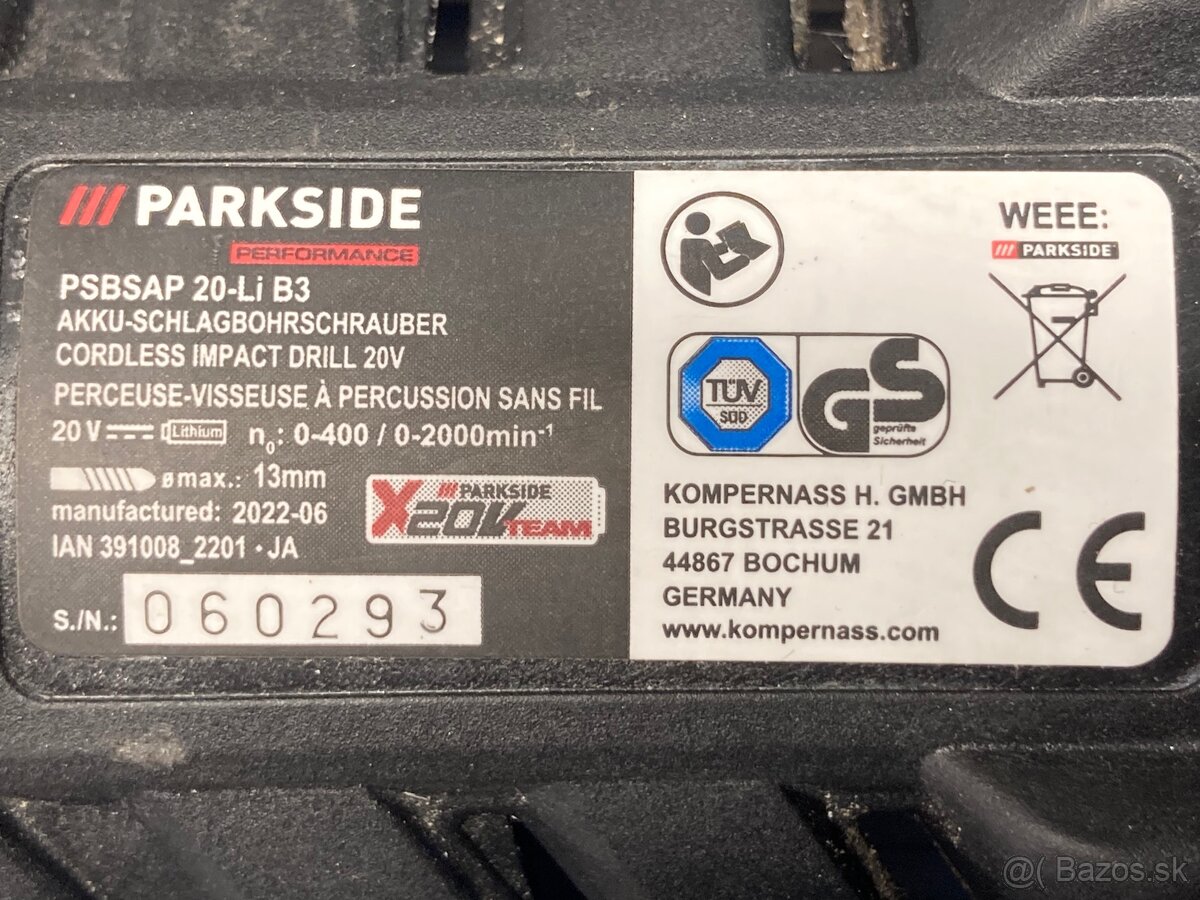 PARKSIDE
PERFORMANCE
PSBSAP 20-Li B3
AKKU-SCHLAGBOHRSCHRAUBER
CORDLESS IMPACT DRILL 20V
PERCEUSE-VISSEUSE À PERCUSSION SANS FIL
20 V Lithium n₀: 0-400 / 0-2000min⁻¹
ø max.: 13mm
manufactured: 2022-06
IAN 391008_2201 · JA
PARKSIDE
X20V TEAM
S./N.: 060293
WEEE:
PARKSIDE
TÜV
SÜD
GS
geprüfte
Sicherheit
KOMPERNASS H. GMBH
BURGSTRASSE 21
44867 BOCHUM
GERMANY
www.kompernass.com
CE
@( Bazos.sk